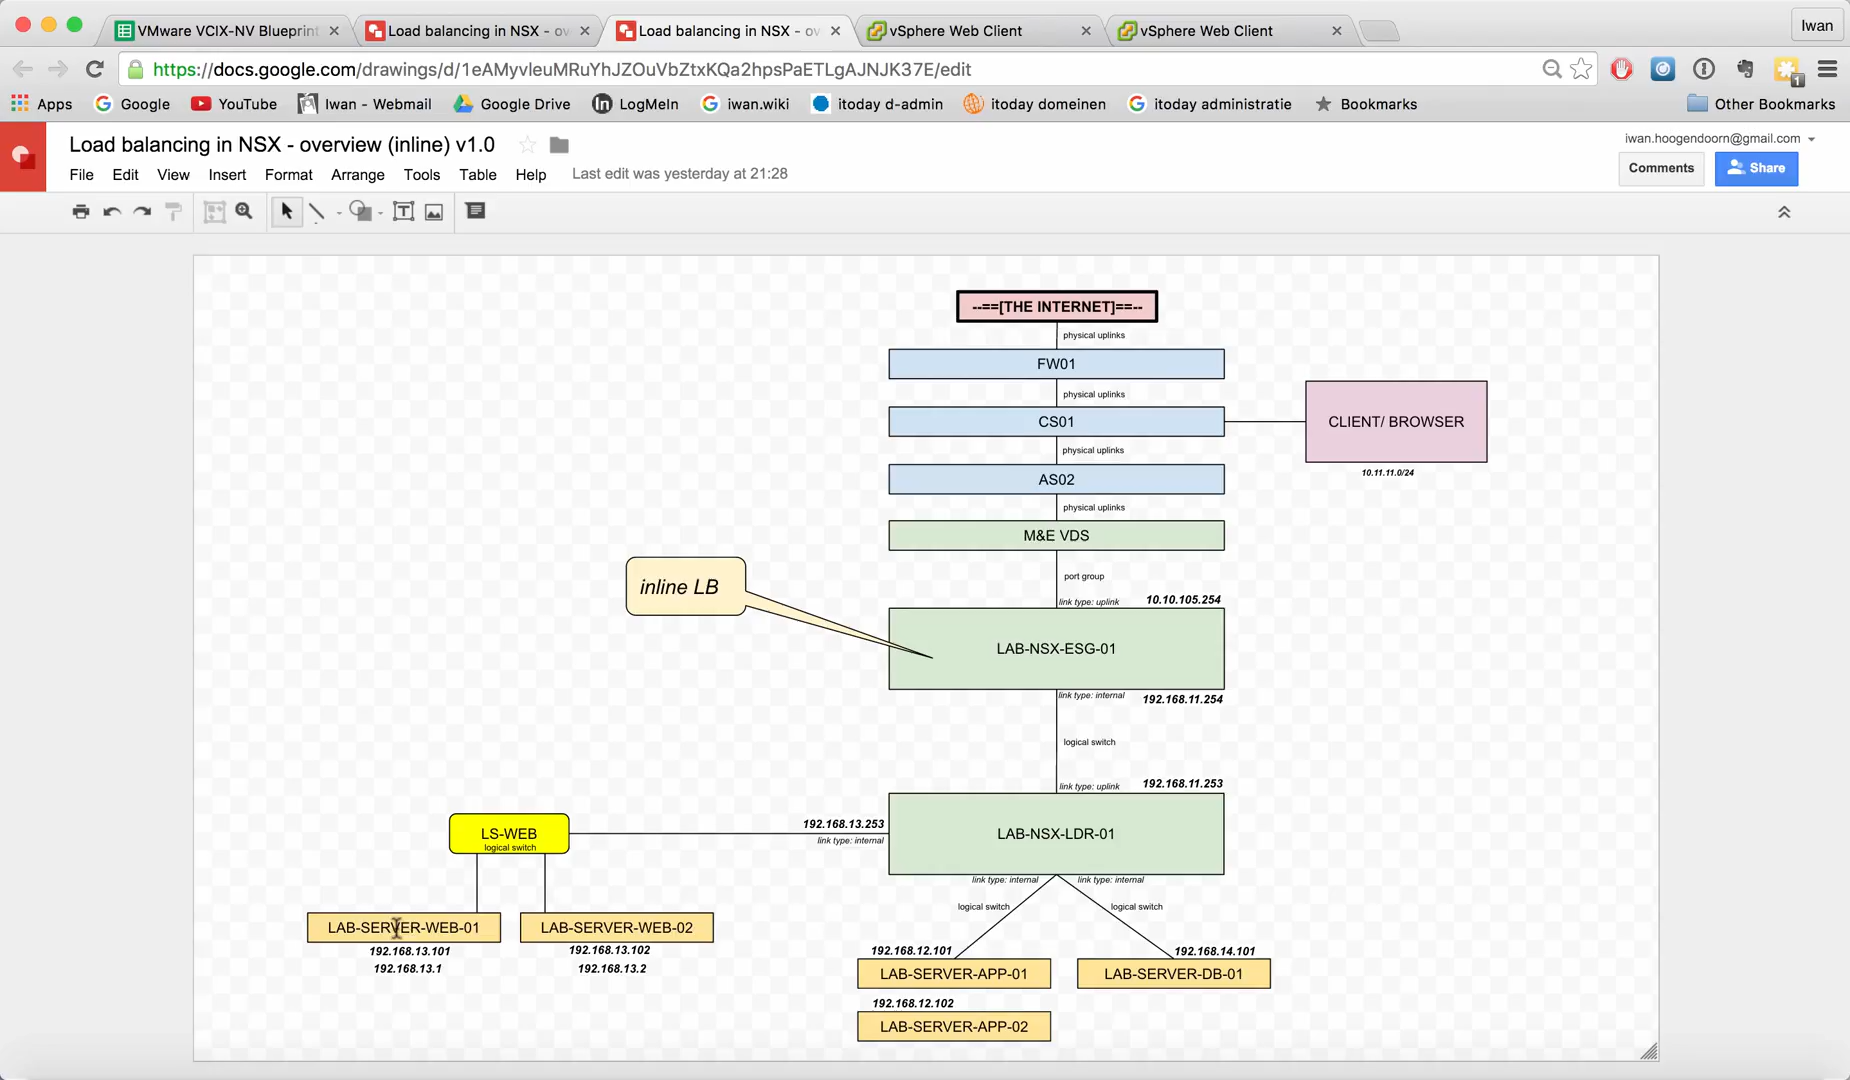 VMware VCIX-NV Blueprint
Load balancing in NSX - ov
Load balancing in NSX - ov
vSphere Web Client
vSphere Web Client
Iwan
https://docs.google.com/drawings/d/1eAMyvleuMRuYhJZOuVbZtxKQa2hpsPaETLgAJNJK37E/edit
1
Apps
Google
YouTube
Iwan - Webmail
Google Drive
LogMeIn
iwan.wiki
itoday d-admin
itoday domeinen
itoday administratie
Bookmarks
Other Bookmarks
Load balancing in NSX - overview (inline) v1.0
iwan.hoogendoorn@gmail.com
File Edit View Insert Format Arrange Tools Table Help
Last edit was yesterday at 21:28
Comments
Share
--==[THE INTERNET]==--
physical uplinks
FW01
physical uplinks
CS01
CLIENT/ BROWSER
physical uplinks
10.11.11.0/24
AS02
physical uplinks
M&E VDS
port group
inline LB
link type: uplink
10.10.105.254
LAB-NSX-ESG-01
link type: internal
192.168.11.254
logical switch
link type: uplink
192.168.11.253
LS-WEB
logical switch
192.168.13.253
link type: internal
LAB-NSX-LDR-01
link type: internal
link type: internal
logical switch
logical switch
LAB-SERVER-WEB-01
LAB-SERVER-WEB-02
192.168.13.101
192.168.13.1
192.168.13.102
192.168.13.2
192.168.12.101
LAB-SERVER-APP-01
192.168.14.101
LAB-SERVER-DB-01
192.168.12.102
LAB-SERVER-APP-02